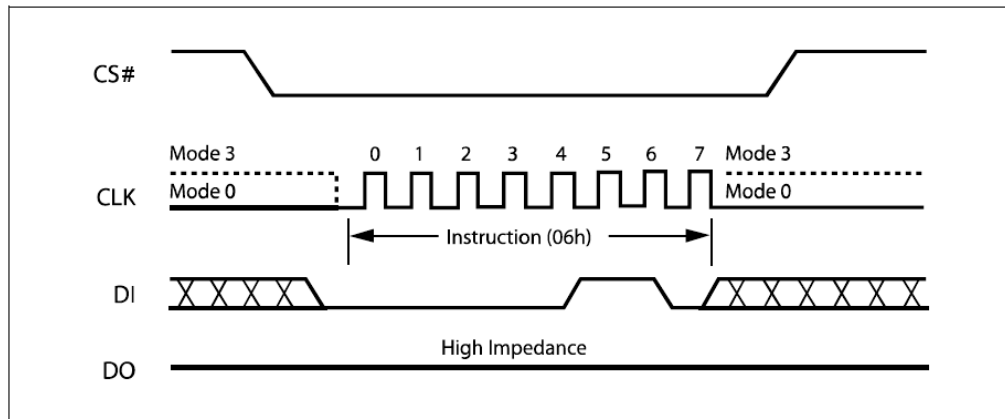 CS#
0 1 2 3 4 5 6 7
Mode 3 Mode 3
CLK Mode 0 Mode 0
Instruction (06h)
DI
High Impedance
DO